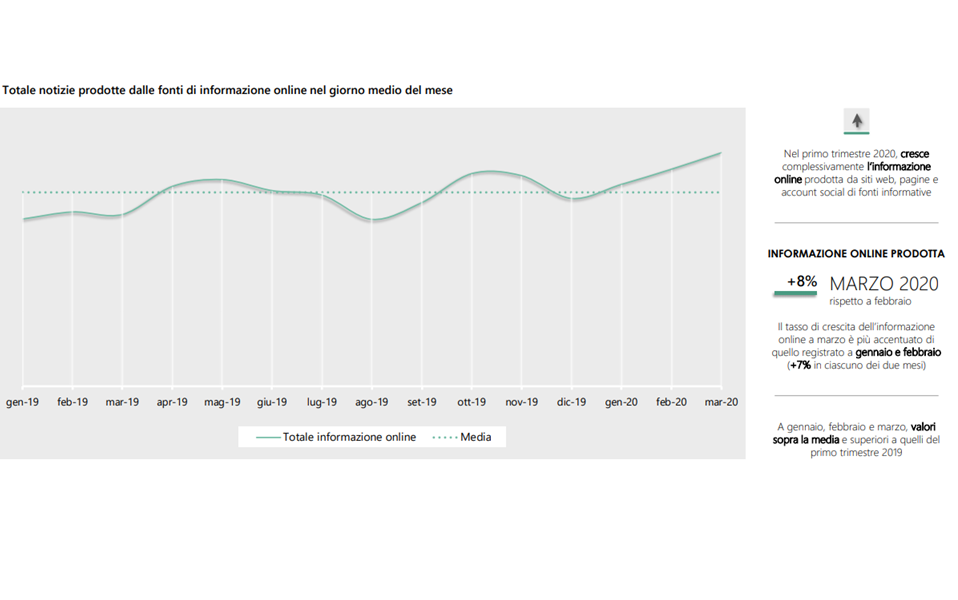 Totale notizie prodotte dalle fonti di informazione online nel giorno medio del mese
gen-19 feb-19 mar-19 apr-19 mag-19 giu-19 lug-19 ago-19 set-19 ott-19 nov-19 dic-19 gen-20 feb-20 mar-20
Totale informazione online Media
Nel primo trimestre 2020, cresce
complessivamente l'informazione
online prodotta da siti web, pagine e
account social di fonti informative
INFORMAZIONE ONLINE PRODOTTA
+8% MARZO 2020
rispetto a febbraio
Il tasso di crescita dell'informazione
online a marzo è più accentuato di
quello registrato a gennaio e febbraio
(+7% in ciascuno dei due mesi)
A gennaio, febbraio e marzo, valori
sopra la media e superiori a quelli del
primo trimestre 2019